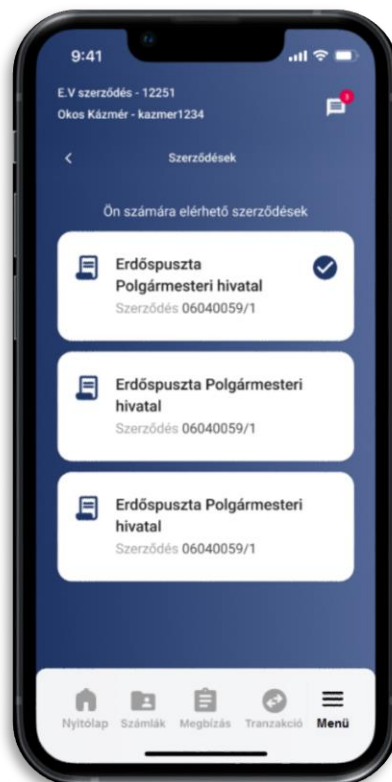 9:41
E.V szerződés - 12251
Okos Kázmér - kazmer1234
3
Szerződések
Ön számára elérhető szerződések
Erdőspuszta
Polgármesteri hivatal
Szerződés 06040059/1
Erdőspuszta Polgármesteri
hivatal
Szerződés 06040059/1
Erdőspuszta Polgármesteri
hivatal
Szerződés 06040059/1
Nyitólap Számlák Megbízás Tranzakció Menü